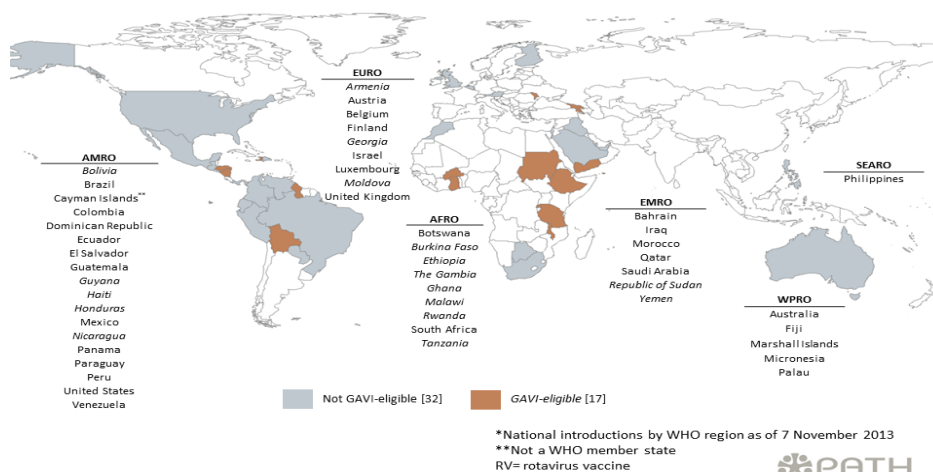 EURO
Armenia
Austria
Belgium
Finland
Georgia
Israel
Luxembourg
Moldova
United Kingdom
AMRO
Bolivia
Brazil
Cayman Islands**
Colombia
Dominican Republic
Ecuador
El Salvador
Guatemala
Guyana
Haiti
Honduras
Mexico
Nicaragua
Panama
Paraguay
Peru
United States
Venezuela
AFRO
Botswana
Burkina Faso
Ethiopia
The Gambia
Ghana
Malawi
Rwanda
South Africa
Tanzania
EMRO
Bahrain
Iraq
Morocco
Qatar
Saudi Arabia
Republic of Sudan
Yemen
SEARO
Philippines
WPRO
Australia
Fiji
Marshall Islands
Micronesia
Palau
Not GAVI-eligible [32]
GAVI-eligible [17]
*National introductions by WHO region as of 7 November 2013
**Not a WHO member state
RV= rotavirus vaccine
PATH